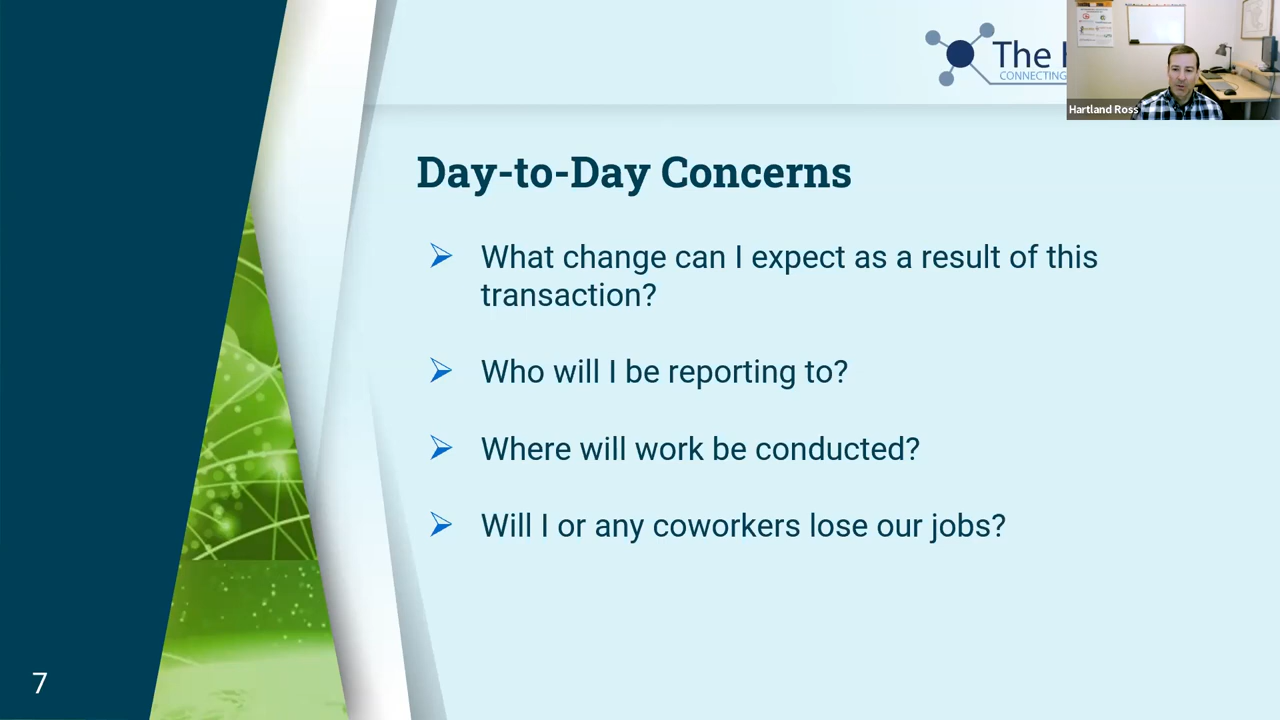 The
CONNECTING
Hartland Ross
Day-to-Day Concerns
What change can I expect as a result of this
transaction?
Who will I be reporting to?
Where will work be conducted?
Will I or any coworkers lose our jobs?
7